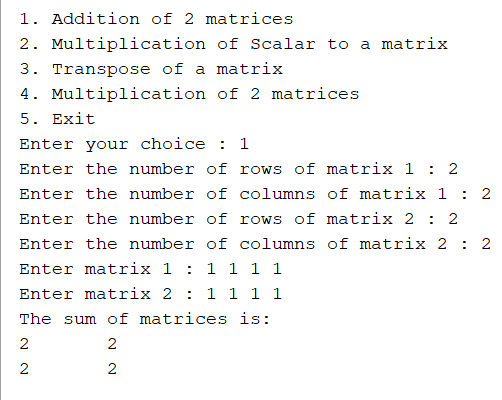 1. Addition of 2 matrices
2. Multiplication of Scalar to a matrix
3. Transpose of a matrix
4. Multiplication of 2 matrices
5. Exit
Enter your choice : 1
Enter the number of rows of matrix 1 : 2
Enter the number of columns of matrix 1 : 2
Enter the number of rows of matrix 2 : 2
Enter the number of columns of matrix 2 : 2
Enter matrix 1 : 1 1 1 1
Enter matrix 2 : 1 1 1 1
The sum of matrices is:
2       2
2       2